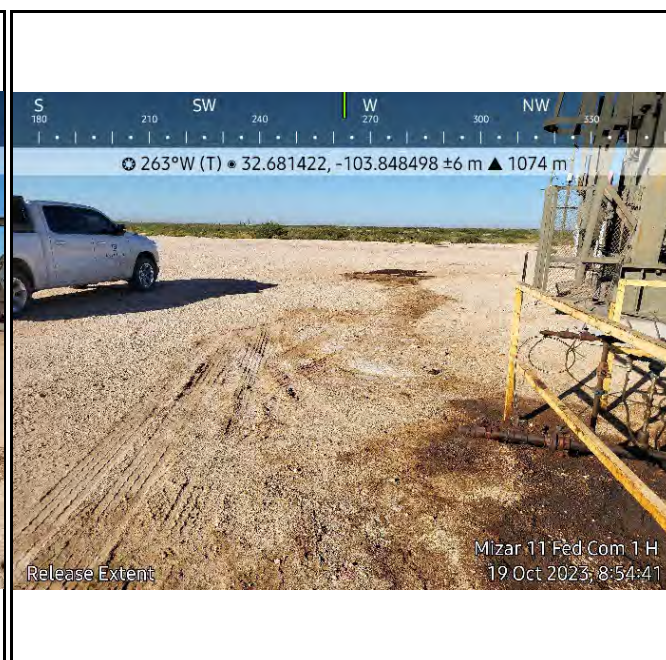 S SW W NW
180 210 240 270 300 330
263°W (T) ● 32.681422, -103.848498 ±6 m ▲ 1074 m
Mizar 11 Fed Com 1 H
Release Extent
19 Oct 2023, 8:54:41